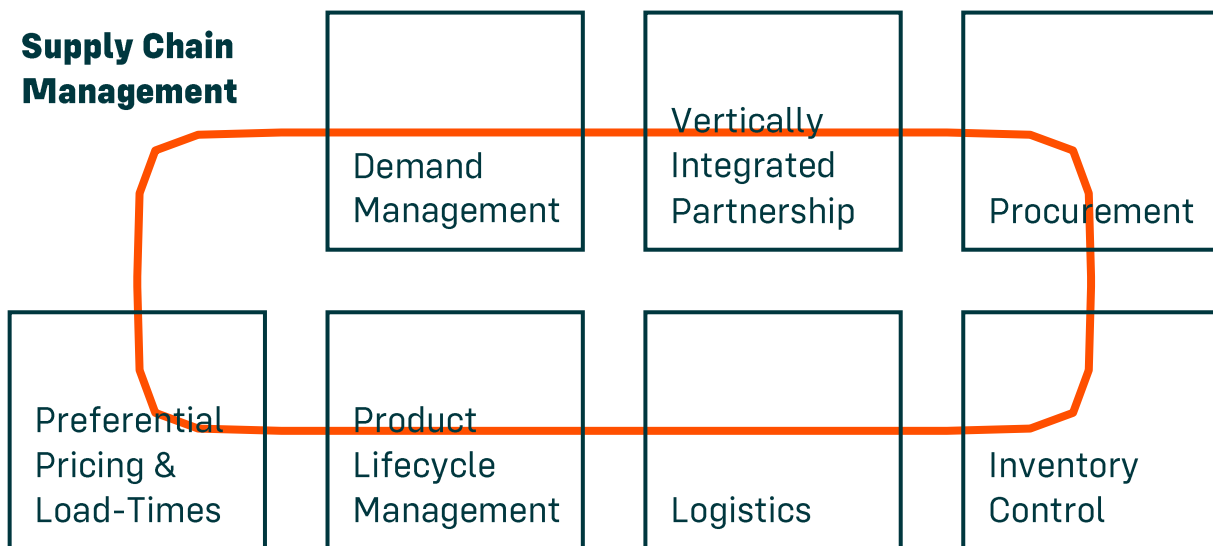 Supply Chain
Management
Demand
Management
Vertically
Integrated
Partnership
Procurement
Preferential
Pricing &
Load-Times
Product
Lifecycle
Management
Logistics
Inventory
Control